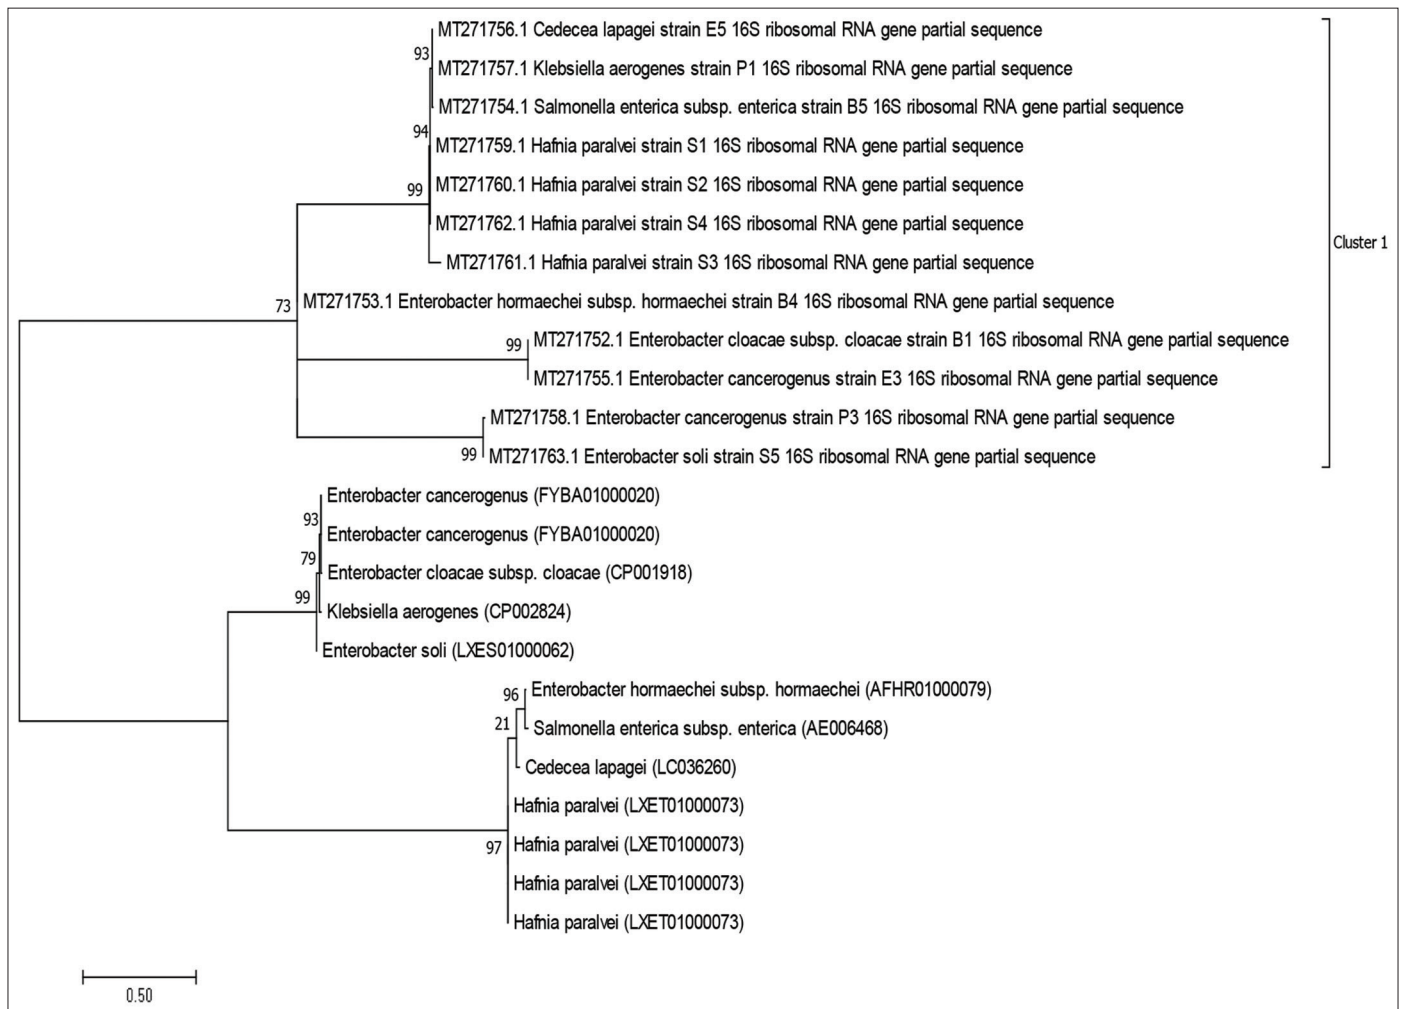 MT271756.1 Cedecea lapagei strain E5 16S ribosomal RNA gene partial sequence
93
MT271757.1 Klebsiella aerogenes strain P1 16S ribosomal RNA gene partial sequence
MT271754.1 Salmonella enterica subsp. enterica strain B5 16S ribosomal RNA gene partial sequence
94
MT271759.1 Hafnia paralvei strain S1 16S ribosomal RNA gene partial sequence
99
MT271760.1 Hafnia paralvei strain S2 16S ribosomal RNA gene partial sequence
MT271762.1 Hafnia paralvei strain S4 16S ribosomal RNA gene partial sequence
Cluster 1
MT271761.1 Hafnia paralvei strain S3 16S ribosomal RNA gene partial sequence
73
MT271753.1 Enterobacter hormaechei subsp. hormaechei strain B4 16S ribosomal RNA gene partial sequence
99
MT271752.1 Enterobacter cloacae subsp. cloacae strain B1 16S ribosomal RNA gene partial sequence
MT271755.1 Enterobacter cancerogenus strain E3 16S ribosomal RNA gene partial sequence
MT271758.1 Enterobacter cancerogenus strain P3 16S ribosomal RNA gene partial sequence
99
MT271763.1 Enterobacter soli strain S5 16S ribosomal RNA gene partial sequence
Enterobacter cancerogenus (FYBA01000020)
93
Enterobacter cancerogenus (FYBA01000020)
79
Enterobacter cloacae subsp. cloacae (CP001918)
99
Klebsiella aerogenes (CP002824)
Enterobacter soli (LXES01000062)
96
Enterobacter hormaechei subsp. hormaechei (AFHR01000079)
21
Salmonella enterica subsp. enterica (AE006468)
Cedecea lapagei (LC036260)
Hafnia paralvei (LXET01000073)
97
Hafnia paralvei (LXET01000073)
Hafnia paralvei (LXET01000073)
Hafnia paralvei (LXET01000073)
0.50